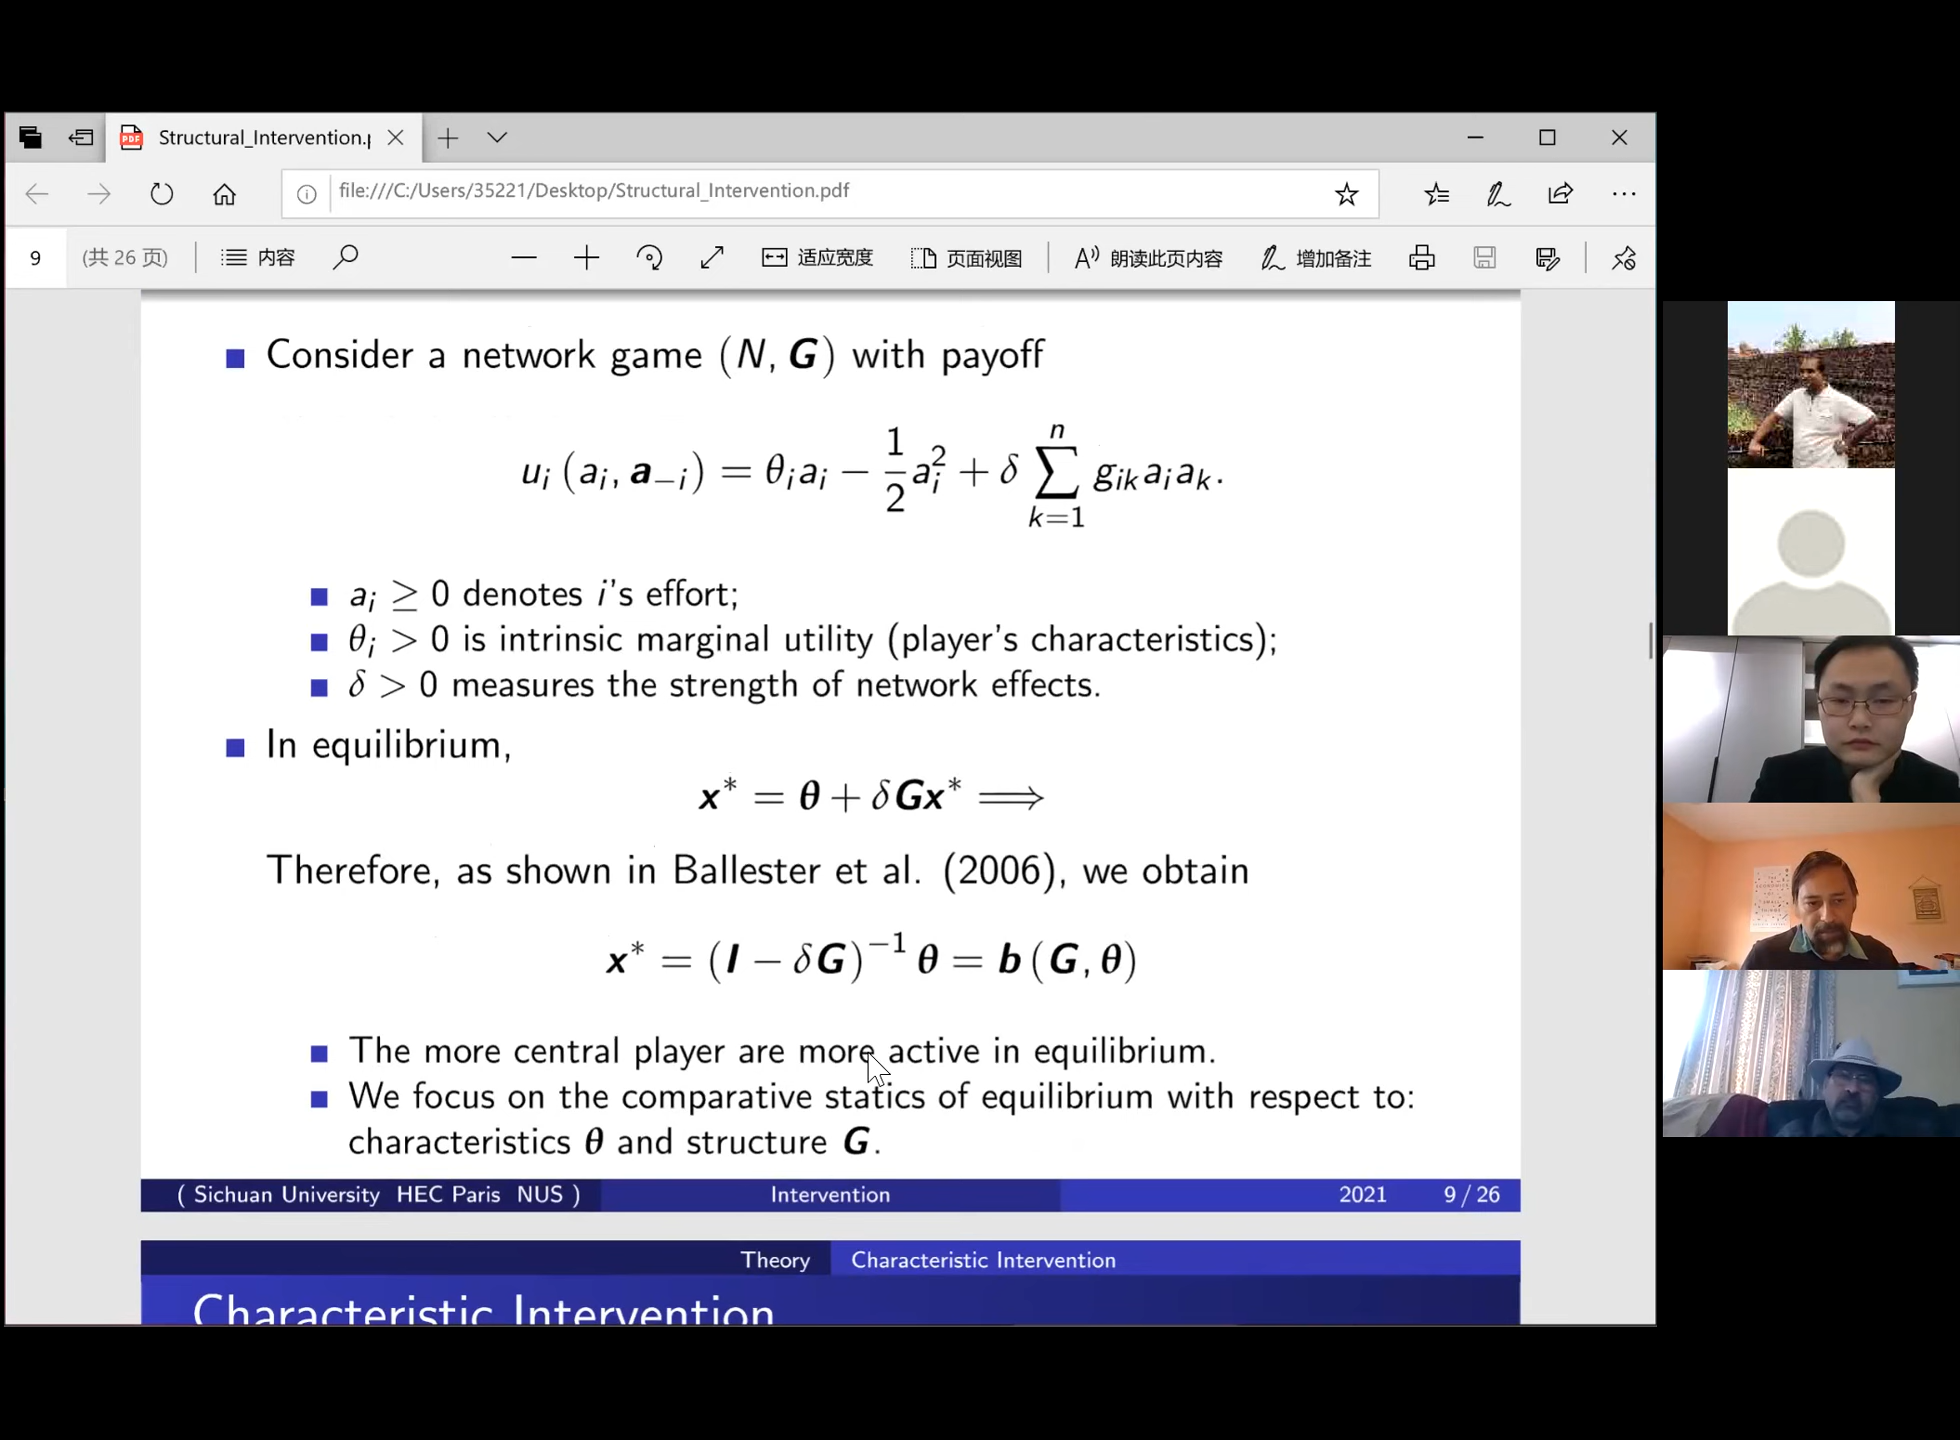 Structural_Intervention.p
file:///C:/Users/35221/Desktop/Structural_Intervention.pdf
9 (共 26 页) 内容 适应宽度 页面视图 朗读此页内容 增加备注
Consider a network game (N, G) with payoff
u_i (a_i, a_{-i}) = θ_i a_i − 1/2 a_i^2 + δ ∑_{k=1}^{n} g_{ik} a_i a_k.
a_i ≥ 0 denotes i's effort;
θ_i > 0 is intrinsic marginal utility (player's characteristics);
δ > 0 measures the strength of network effects.
In equilibrium,
x* = θ + δGx* ⟹
Therefore, as shown in Ballester et al. (2006), we obtain
x* = (I − δG)^{−1} θ = b (G, θ)
The more central player are more active in equilibrium.
We focus on the comparative statics of equilibrium with respect to:
characteristics θ and structure G.
( Sichuan University HEC Paris NUS ) Intervention 2021 9 / 26
Theory Characteristic Intervention
Characteristic Intervention